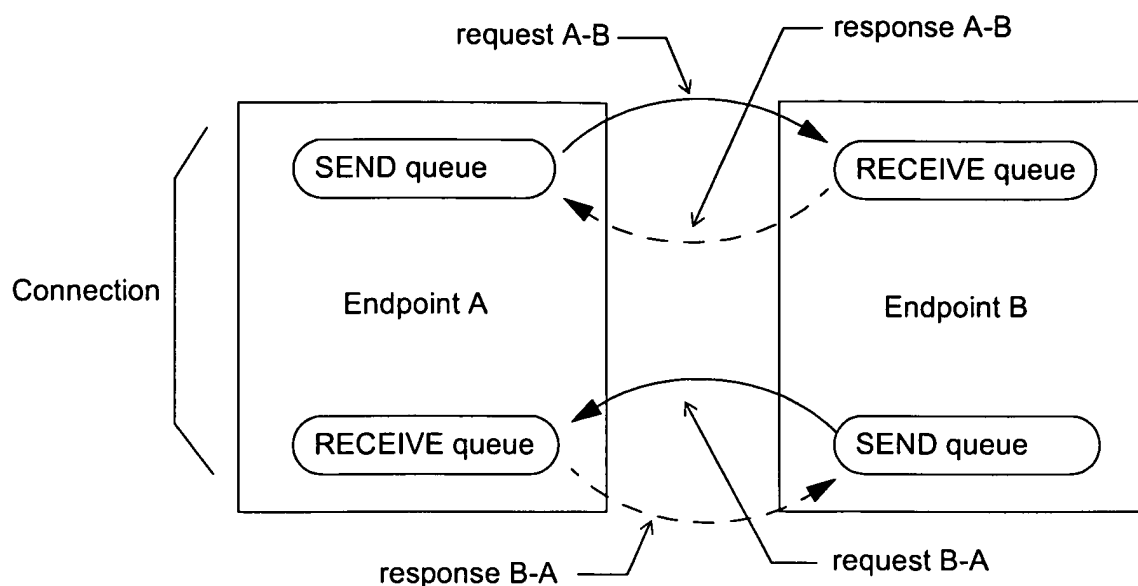 request A-B
response A-B
SEND queue
RECEIVE queue
Connection
Endpoint A
Endpoint B
RECEIVE queue
SEND queue
response B-A
request B-A